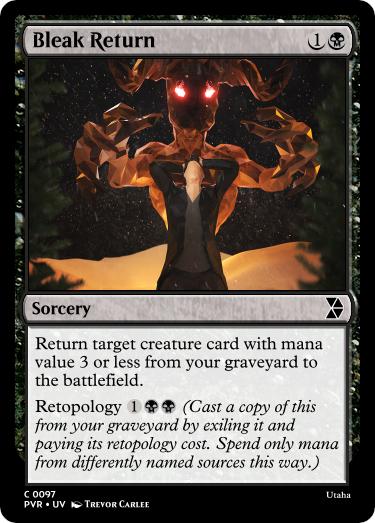 Bleak Return 1
Sorcery
Return target creature card with mana
value 3 or less from your graveyard to
the battlefield.
Retopology 1 (Cast a copy of this
from your graveyard by exiling it and
paying its retopology cost. Spend only mana
from differently named sources this way.)
C 0097
PVR • UV TREVOR CARLEE
Utaha